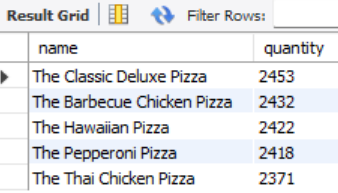 Result Grid Filter Rows:
name quantity
The Classic Deluxe Pizza 2453
The Barbecue Chicken Pizza 2432
The Hawaiian Pizza 2422
The Pepperoni Pizza 2418
The Thai Chicken Pizza 2371